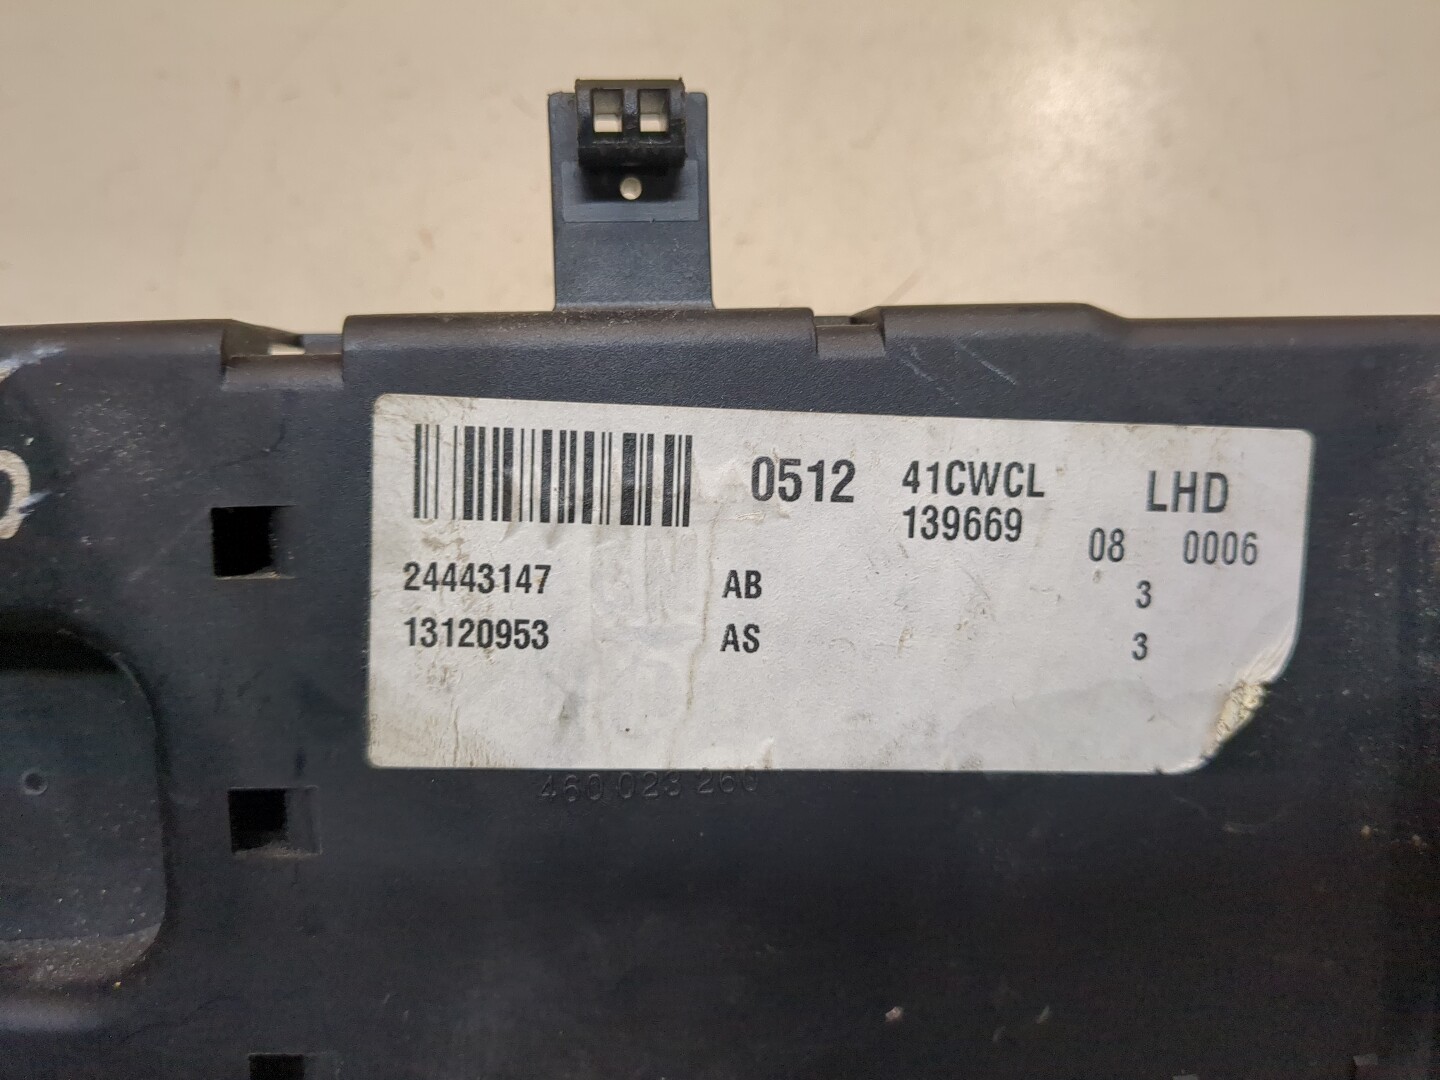 0512 41CWCL LHD
139669 08 0006
24443147 AB 3
13120953 AS 3
460 023 260